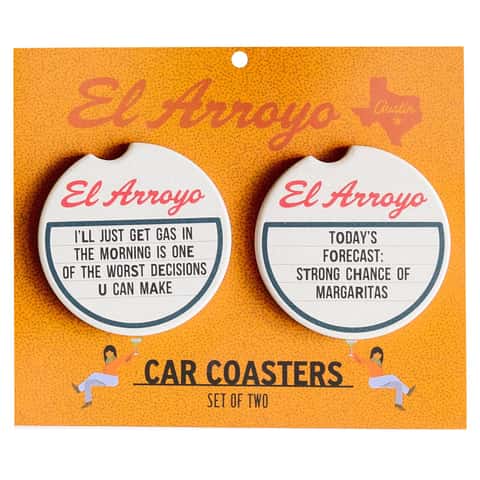 El Arroyo
Austin
El Arroyo
I'LL JUST GET GAS IN
THE MORNING IS ONE
OF THE WORST DECISIONS
U CAN MAKE
El Arroyo
TODAY'S
FORECAST:
STRONG CHANCE OF
MARGARITAS
CAR COASTERS
SET OF TWO